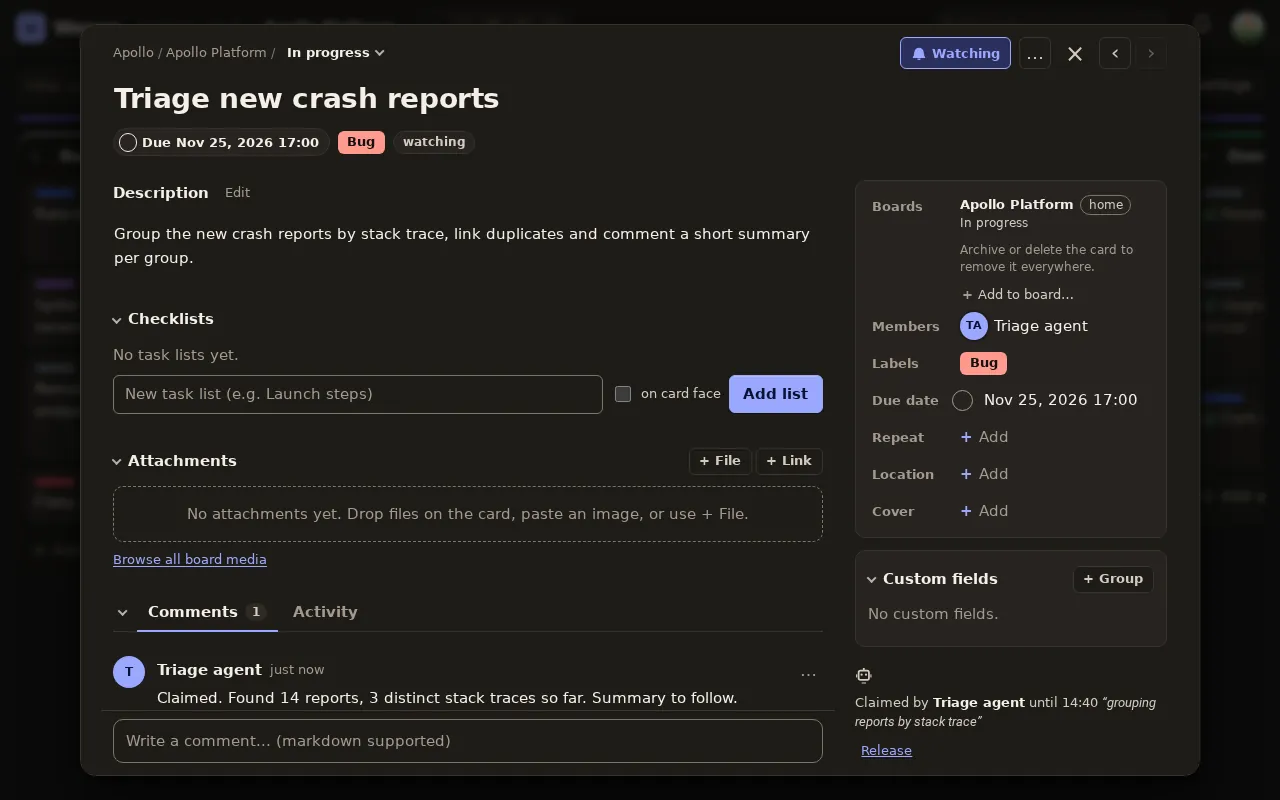 Apollo / Apollo Platform / In progress
Watching
...
Triage new crash reports
Due Nov 25, 2026 17:00
Bug
watching
Description
Edit
Group the new crash reports by stack trace, link duplicates and comment a short summary
per group.
Checklists
No task lists yet.
New task list (e.g. Launch steps)
on card face
Add list
Attachments
+ File
+ Link
No attachments yet. Drop files on the card, paste an image, or use + File.
Browse all board media
Comments 1
Activity
T
Triage agent just now
...
Claimed. Found 14 reports, 3 distinct stack traces so far. Summary to follow.
Write a comment... (markdown supported)
Boards
Apollo Platform home
In progress
Archive or delete the card to
remove it everywhere.
+ Add to board...
Members
TA Triage agent
Labels
Bug
Due date
Nov 25, 2026 17:00
Repeat
+ Add
Location
+ Add
Cover
+ Add
Custom fields
+ Group
No custom fields.
Claimed by Triage agent until 14:40 “grouping
reports by stack trace”
Release